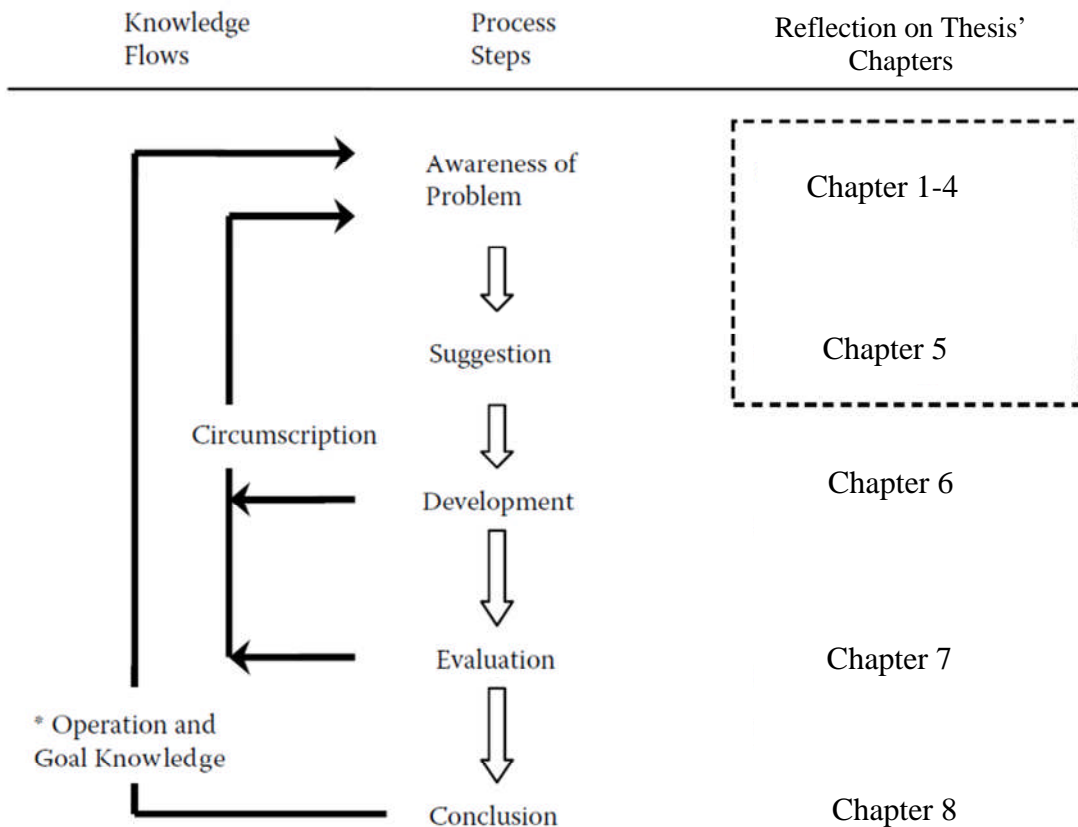 Knowledge
Flows
Process
Steps
Reflection on Thesis’
Chapters
Awareness of
Problem
Chapter 1-4
Suggestion
Chapter 5
Circumscription
Development
Chapter 6
Evaluation
Chapter 7
* Operation and
Goal Knowledge
Conclusion
Chapter 8